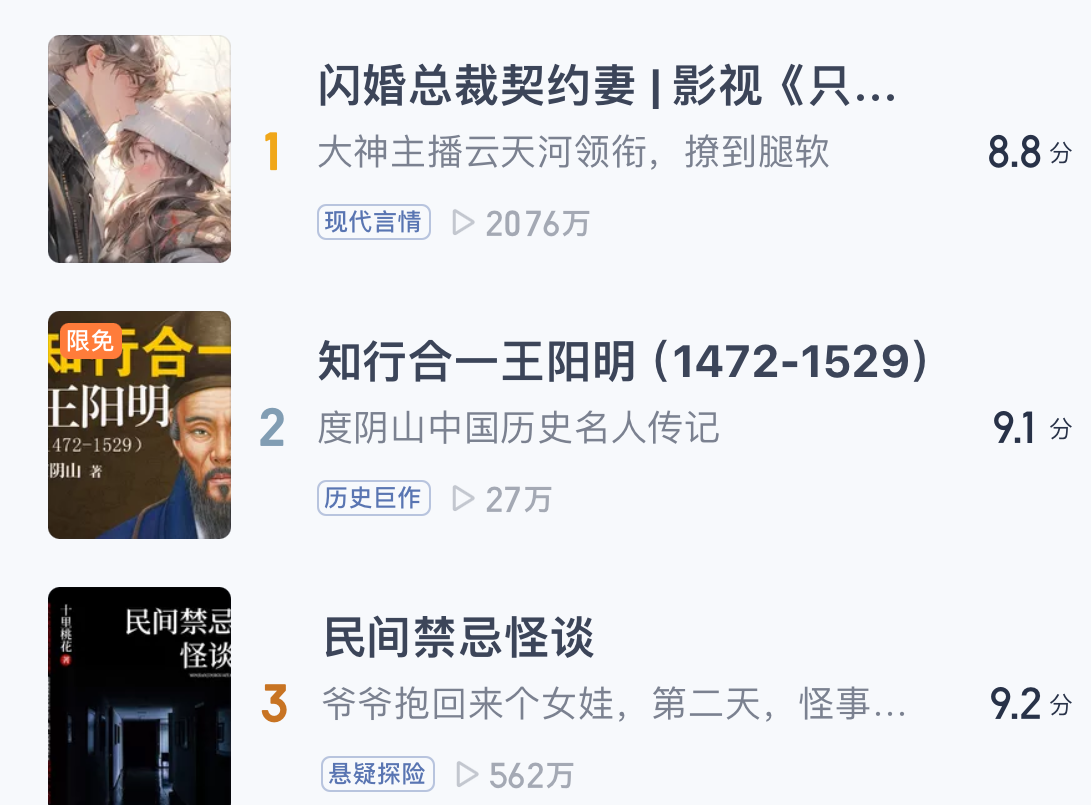 闪婚总裁契约妻 | 影视《只...
1
大神主播云天河领衔，撩到腿软
8.8 分
现代言情
2076万
限免
知行合一
王阳明
1472-1529）
度阴山 著
知行合一王阳明（1472-1529）
2
度阴山中国历史名人传记
9.1 分
历史巨作
27万
十里桃花 著
民间禁忌
怪谈
民间禁忌怪谈
3
爷爷抱回来个女娃，第二天，怪事...
9.2 分
悬疑探险
562万